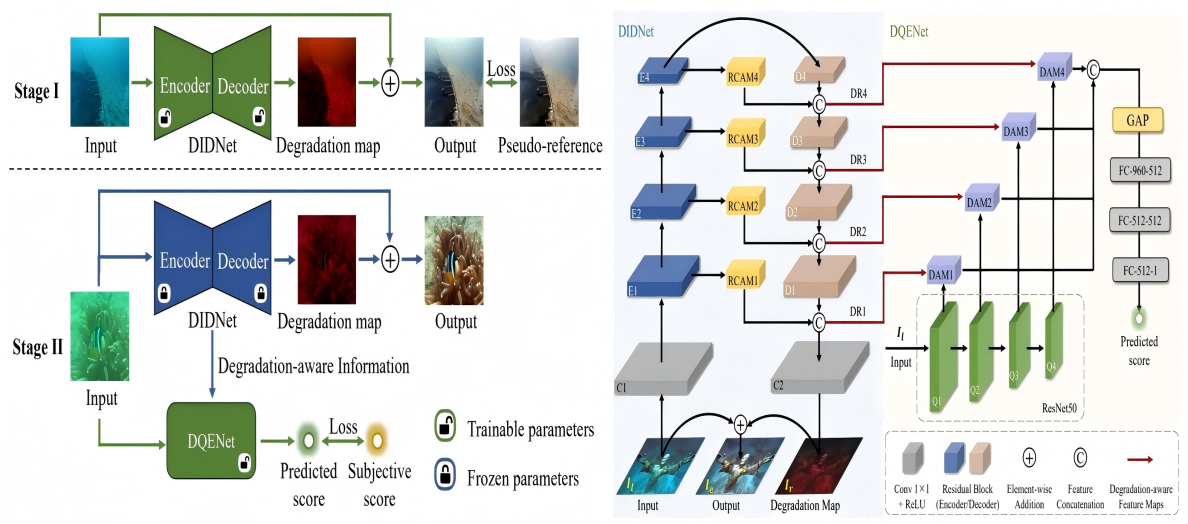 Stage I
Encoder
Decoder
Loss
Input
DIDNet
Degradation map
Output
Pseudo-reference
Stage II
Encoder
Decoder
DIDNet
Degradation map
Output
Input
Degradation-aware Information
DQENet
Loss
Predicted
score
Subjective
score
Trainable parameters
Frozen parameters
DIDNet
DQENet
E4
RCAM4
D4
C
DR4
DAM4
C
E3
RCAM3
D3
C
DR3
DAM3
GAP
FC-960-512
E2
RCAM2
D2
C
DR2
DAM2
FC-512-512
E1
RCAM1
D1
C
DR1
DAM1
FC-512-1
I_l
Input
Q1
Q2
Q3
Q4
ResNet50
Predicted
score
C1
C2
I_l
I_e
I_r
Input
Output
Degradation Map
C
Conv 1×1
+ ReLU
Residual Block
(Encoder/Decoder)
Element-wise
Addition
Feature
Concatenation
Degradation-aware
Feature Maps